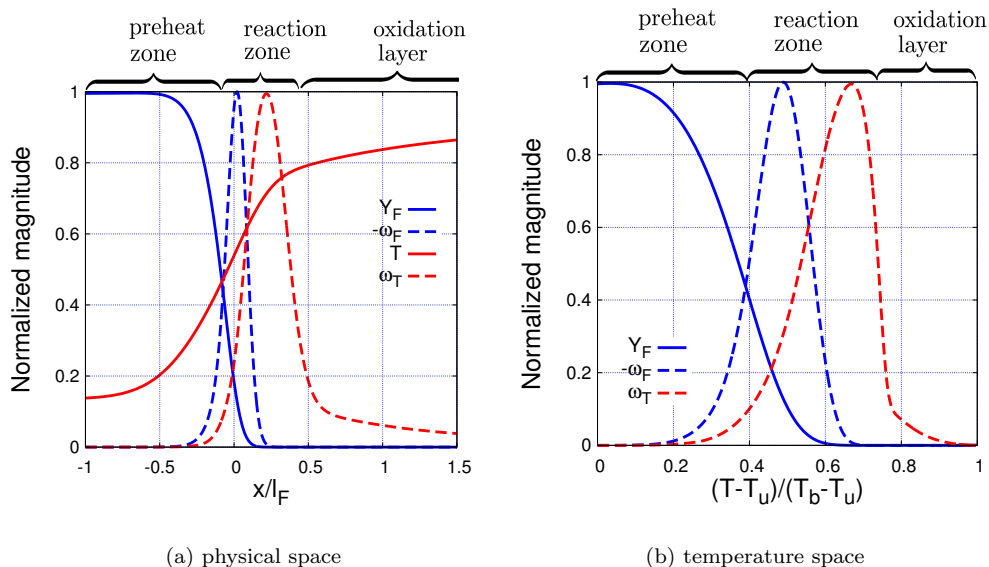 preheat
zone
reaction
zone
oxidation
layer
Normalized magnitude
1
0.8
0.6
0.4
0.2
0
Y_F
-ω_F
T
ω_T
-1
-0.5
0
0.5
1
1.5
x/l_F
(a) physical space
preheat
zone
reaction
zone
oxidation
layer
Normalized magnitude
1
0.8
0.6
0.4
0.2
0
Y_F
-ω_F
ω_T
0
0.2
0.4
0.6
0.8
1
(T-T_u)/(T_b-T_u)
(b) temperature space